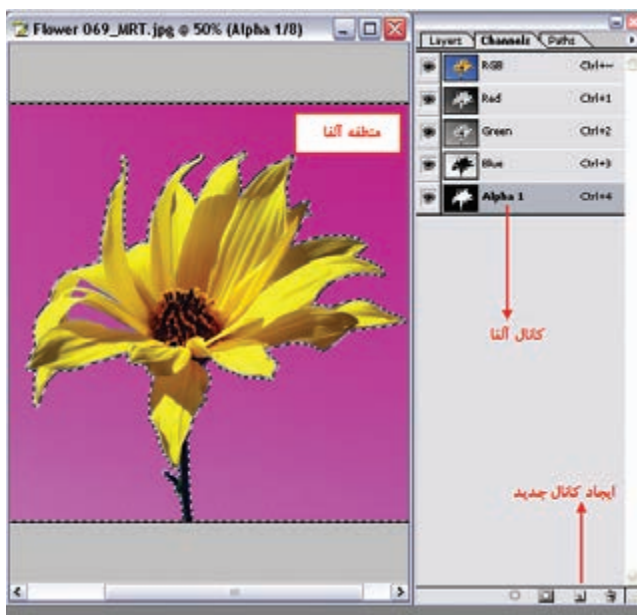 Flower 069_MRT.jpg @ 50% (Alpha 1/8)
منطقه آلفا
Layers Channels Paths
RGB Ctrl+~
Red Ctrl+1
Green Ctrl+2
Blue Ctrl+3
Alpha 1 Ctrl+4
کانال آلفا
ایجاد کانال جدید